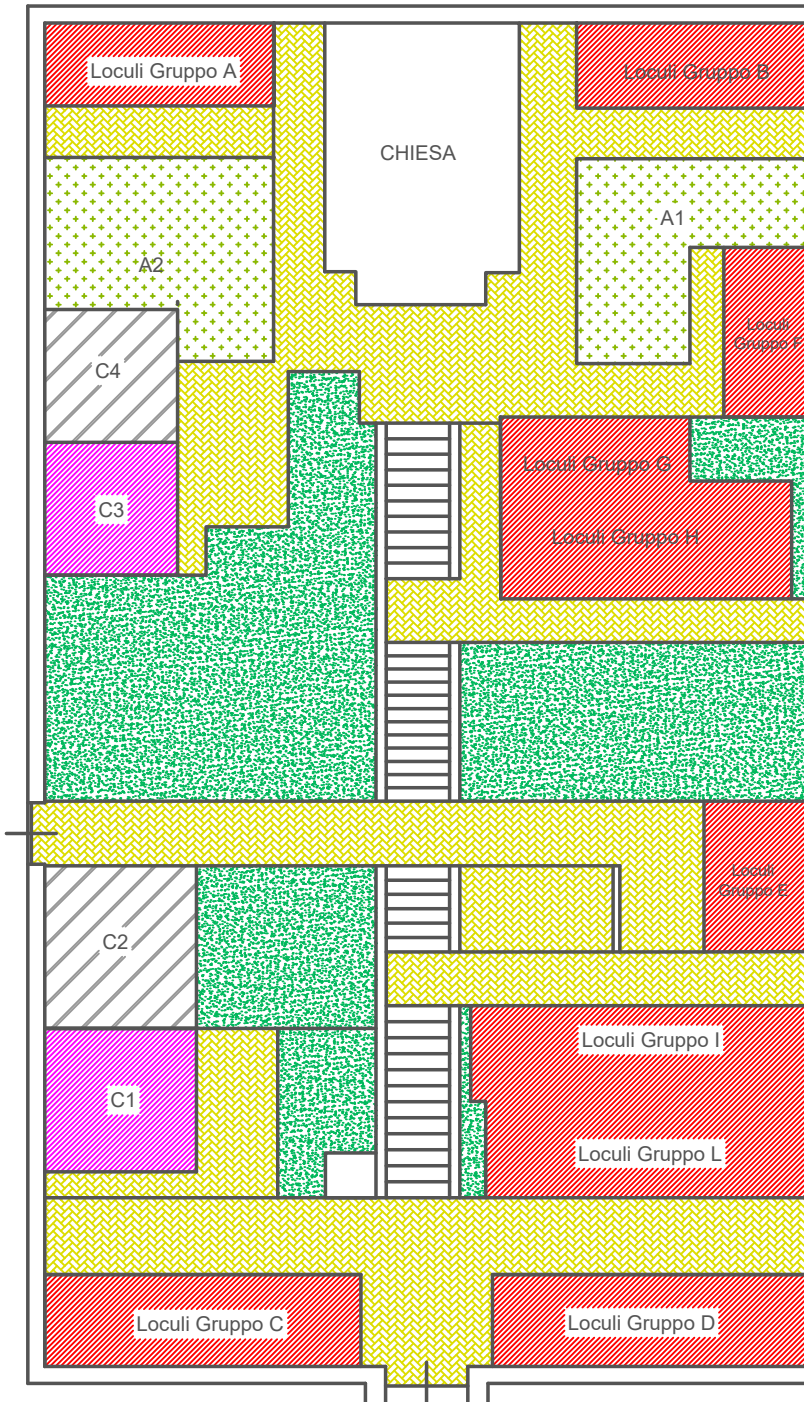 Loculi Gruppo A
Loculi Gruppo B
CHIESA
A1
A2
Loculi
Gruppo F
C4
Loculi Gruppo G
C3
Loculi Gruppo H
Loculi
Gruppo E
C2
Loculi Gruppo I
C1
Loculi Gruppo L
Loculi Gruppo C
Loculi Gruppo D